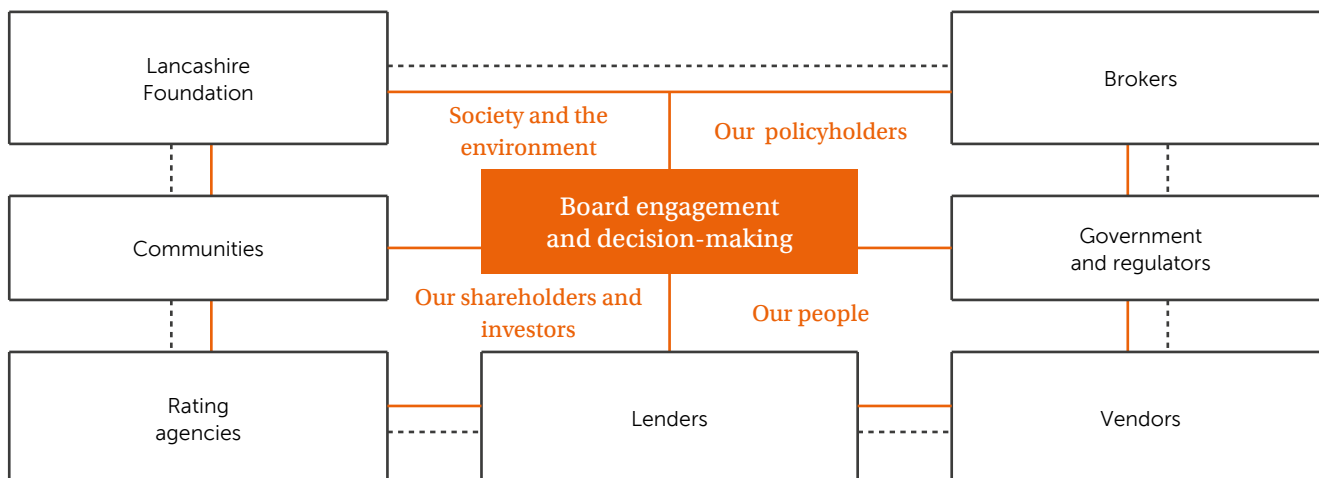 Lancashire
Foundation
Brokers
Society and the
environment
Our policyholders
Board engagement
and decision-making
Communities
Government
and regulators
Our shareholders and
investors
Our people
Rating
agencies
Lenders
Vendors